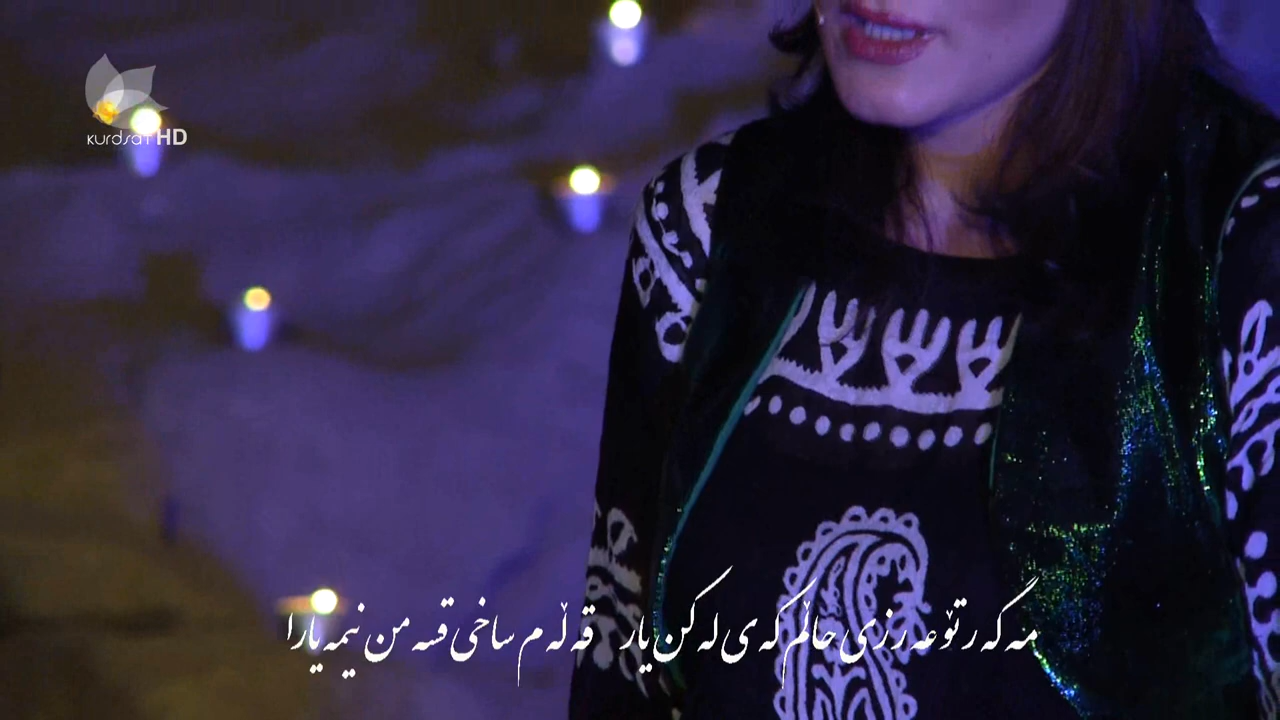 kurdsat HD
مەگەر تۆ عەرزی حاڵم کەی لەکن یار قەڵەم ساخی قسە من نیمە یارا